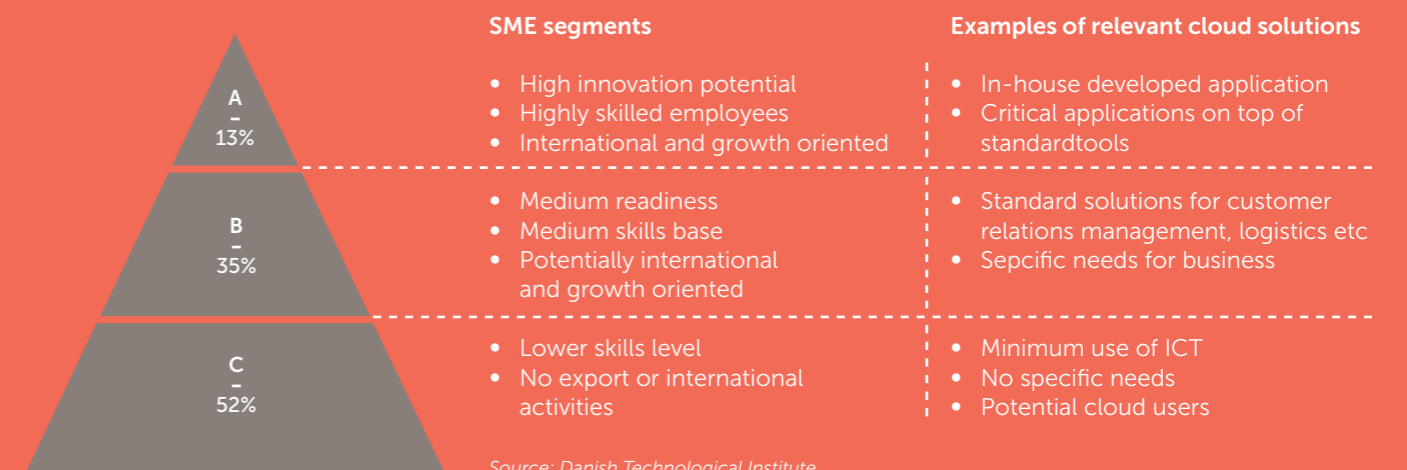 SME segments
Examples of relevant cloud solutions
A
–
13%
• High innovation potential
• Highly skilled employees
• International and growth oriented
• In-house developed application
• Critical applications on top of
standardtools
B
–
35%
• Medium readiness
• Medium skills base
• Potentially international
and growth oriented
• Standard solutions for customer
relations management, logistics etc
• Sepcific needs for business
C
–
52%
• Lower skills level
• No export or international
activities
• Minimum use of ICT
• No specific needs
• Potential cloud users
Source: Danish Technological Institute